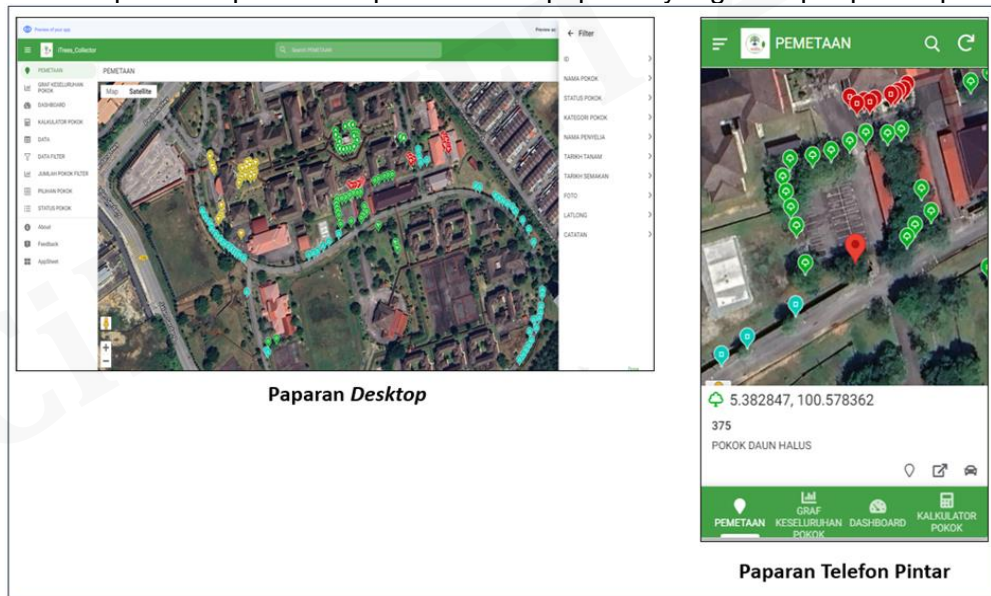 Preview of your app
Preview as
iTrees_Collector
PEMETAAN
GRAF KESELURUHAN POKOK
DASHBOARD
KALKULATOR POKOK
DATA
DATA FILTER
JUMLAH POKOK FILTER
PILIHAN POKOK
STATUS POKOK
About
Feedback
AppSheet
PEMETAAN
Map Satellite
Filter
ID
NAMA POKOK
STATUS POKOK
KATEGORI POKOK
NAMA PENYELIA
TARIKH TANAM
TARIKH SEMAKAN
FOTO
LATLONG
CATATAN
Paparan Desktop
PEMETAAN
5.382847, 100.578362
375
POKOK DAUN HALUS
PEMETAAN
GRAF
KESELURUHAN
POKOK
DASHBOARD
KALKULATOR
POKOK
Paparan Telefon Pintar